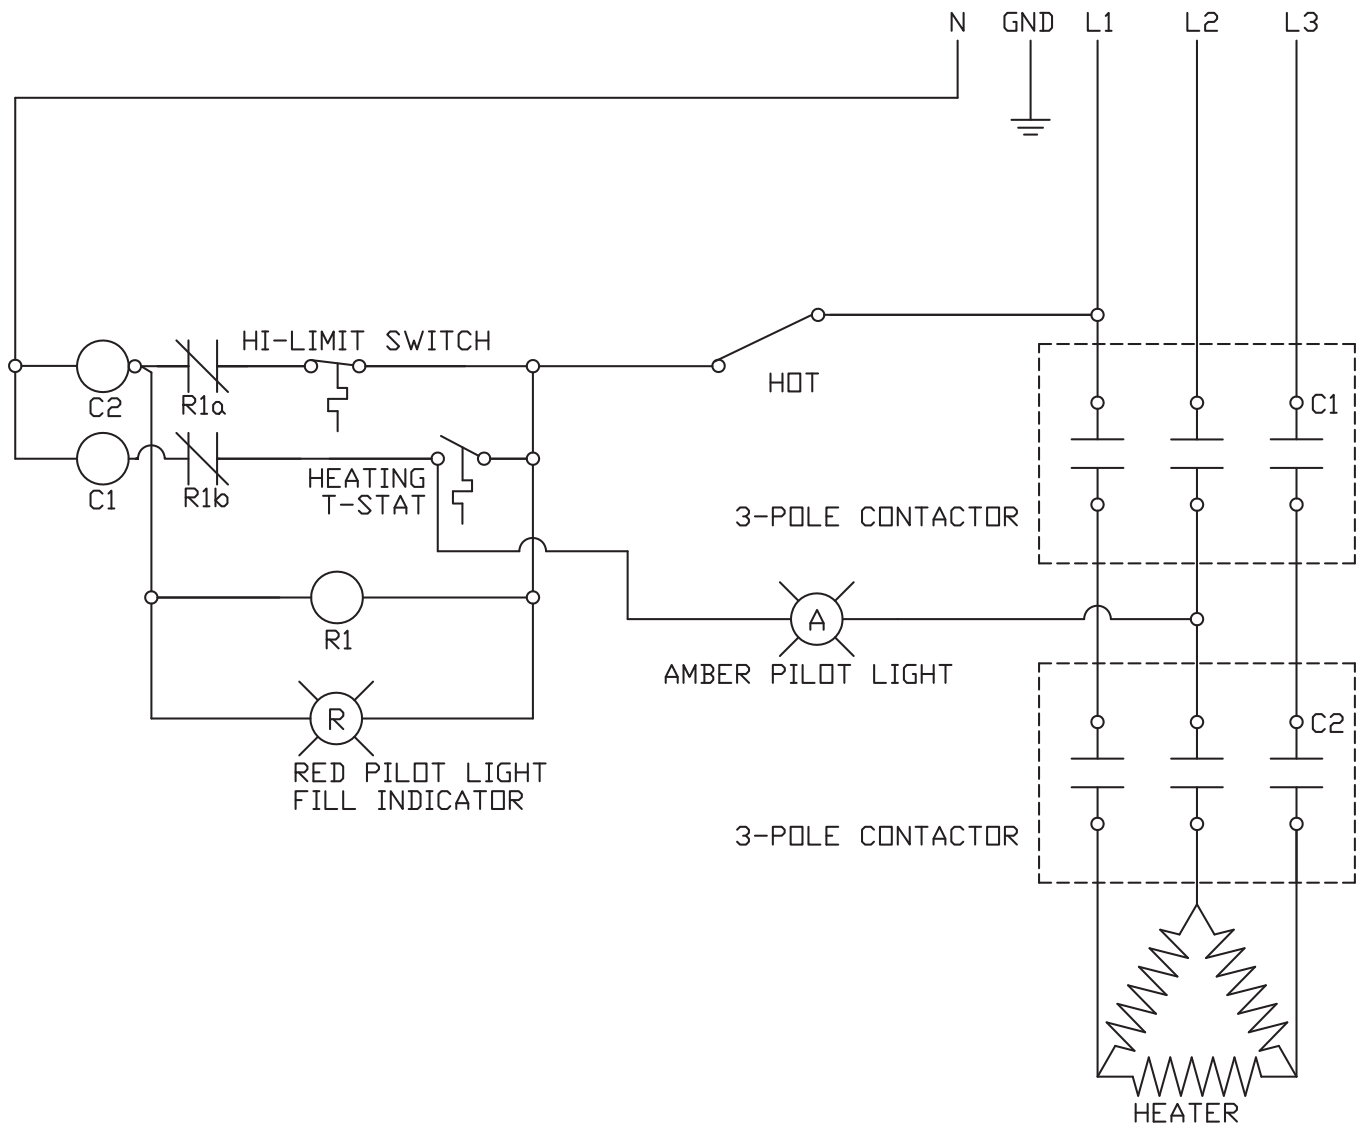 N GND L1 L2 L3
HI-LIMIT SWITCH
HOT
C2
R1a
C1
HEATING
T-STAT
C1
R1b
3-POLE CONTACTOR
A
R1
AMBER PILOT LIGHT
R
C2
RED PILOT LIGHT
FILL INDICATOR
3-POLE CONTACTOR
HEATER